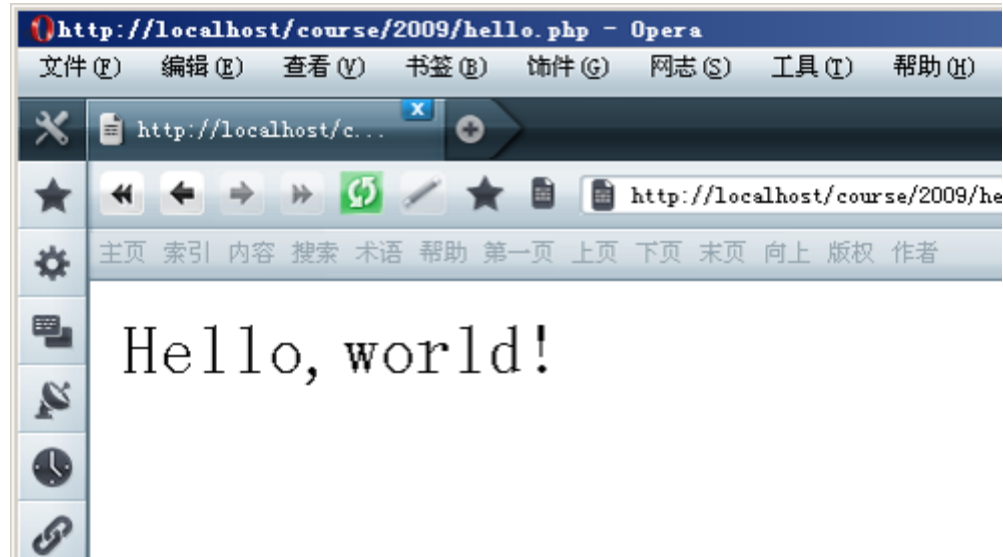 http://localhost/course/2009/hello.php - Opera
文件(F) 编辑(E) 查看(V) 书签(B) 饰件(G) 网志(S) 工具(T) 帮助(H)
http://localhost/c...
http://localhost/course/2009/he
主页 索引 内容 搜索 术语 帮助 第一页 上页 下页 末页 向上 版权 作者
Hello, world!